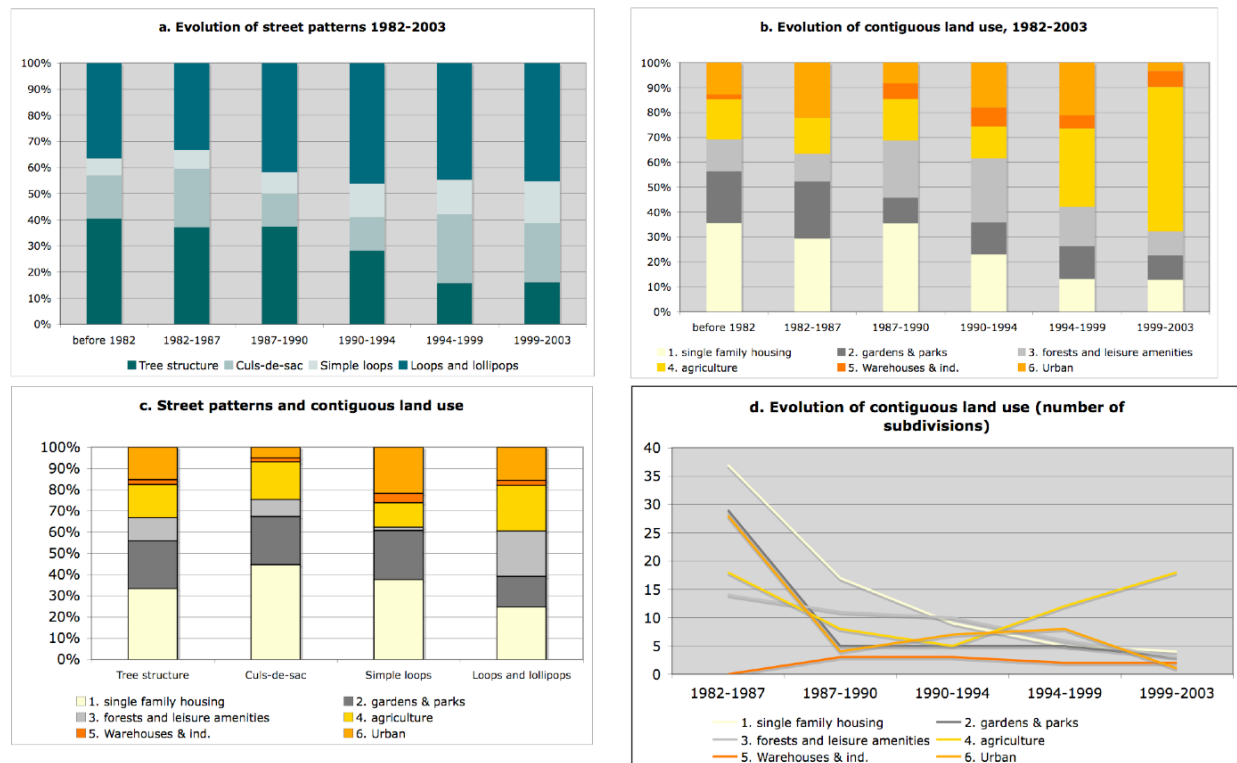 a. Evolution of street patterns 1982-2003
100%
90%
80%
70%
60%
50%
40%
30%
20%
10%
0%
before 1982 1982-1987 1987-1990 1990-1994 1994-1999 1999-2003
Tree structure Culs-de-sac Simple loops Loops and lollipops
b. Evolution of contiguous land use, 1982-2003
100%
90%
80%
70%
60%
50%
40%
30%
20%
10%
0%
before 1982 1982-1987 1987-1990 1990-1994 1994-1999 1999-2003
1. single family housing 2. gardens & parks 3. forests and leisure amenities
4. agriculture 5. Warehouses & ind. 6. Urban
c. Street patterns and contiguous land use
100%
90%
80%
70%
60%
50%
40%
30%
20%
10%
0%
Tree structure Culs-de-sac Simple loops Loops and lollipops
1. single family housing 2. gardens & parks
3. forests and leisure amenities 4. agriculture
5. Warehouses & ind. 6. Urban
d. Evolution of contiguous land use (number of
subdivisions)
40
35
30
25
20
15
10
5
0
1982-1987 1987-1990 1990-1994 1994-1999 1999-2003
1. single family housing 2. gardens & parks
3. forests and leisure amenities 4. agriculture
5. Warehouses & ind. 6. Urban